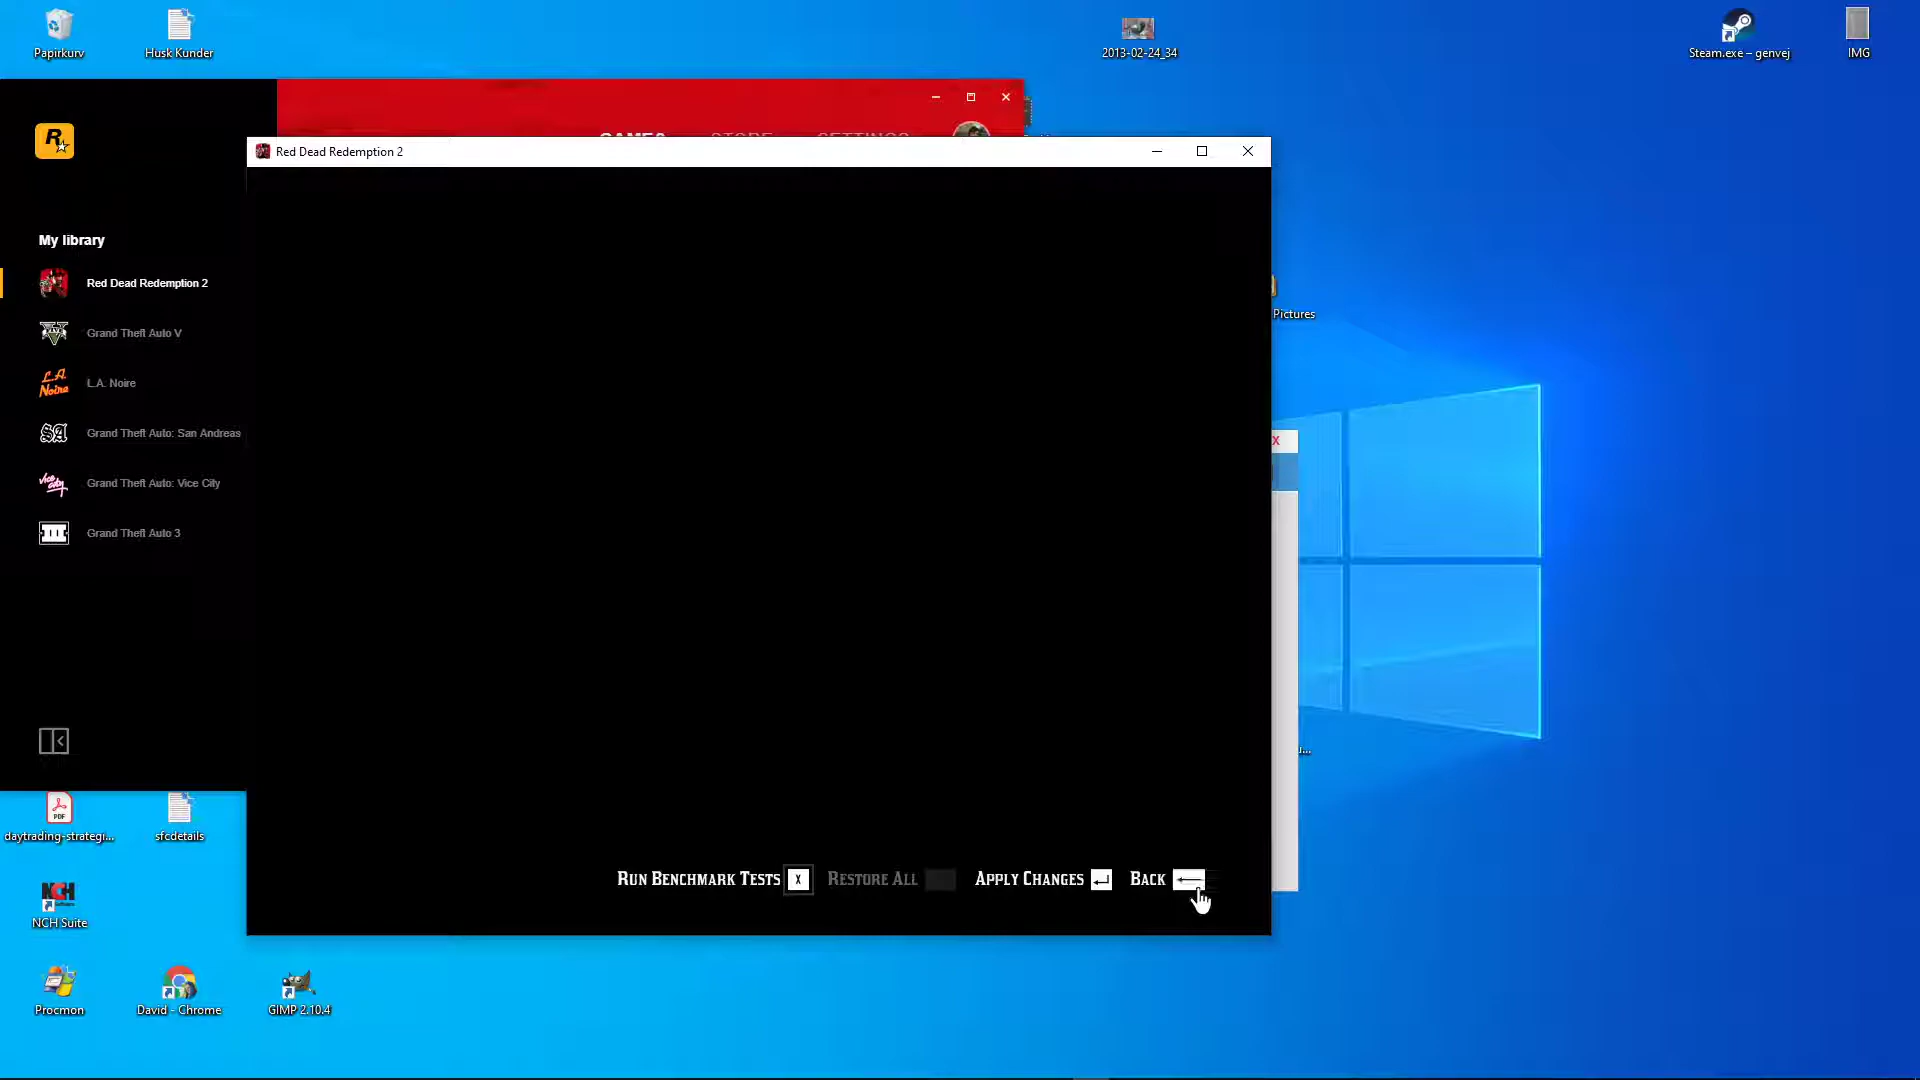 Papirkurv
Husk Kunder
2013-02-24_34
Steam.exe – genvej
IMG
GAMES STORE SETTINGS
Red Dead Redemption 2
My library
Red Dead Redemption 2
Grand Theft Auto V
L.A. Noire
Grand Theft Auto: San Andreas
Grand Theft Auto: Vice City
Grand Theft Auto 3
Pictures
X
u...
daytrading-strategi...
sfcdetails
RUN BENCHMARK TESTS X RESTORE ALL APPLY CHANGES BACK
NCH Suite
Procmon
David - Chrome
GIMP 2.10.4